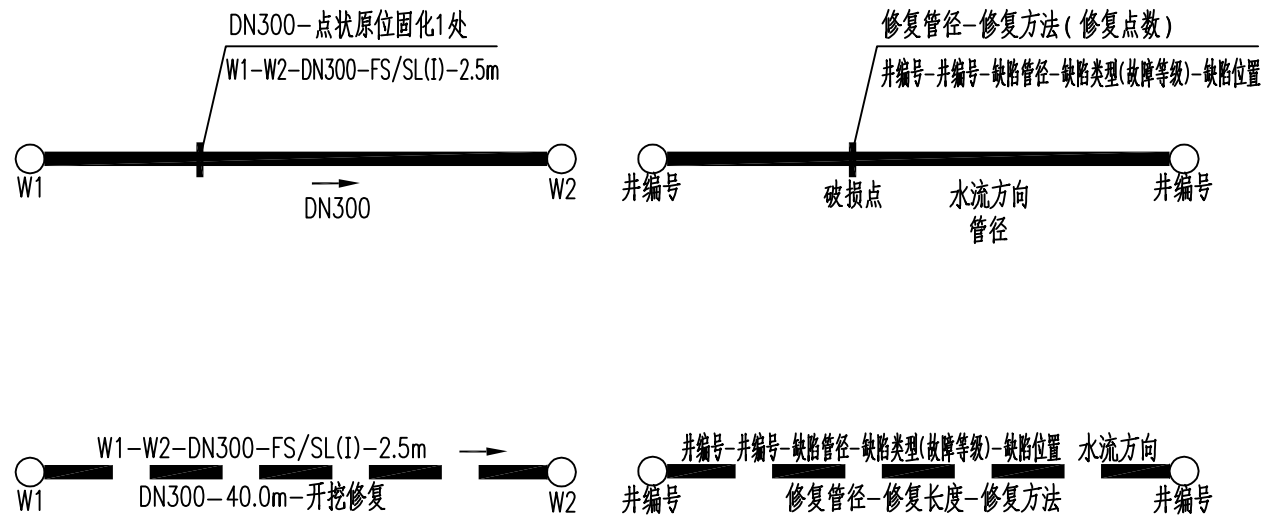 DN300-点状原位固化1处
W1-W2-DN300-FS/SL(I)-2.5m
W1
W2
DN300
修复管径-修复方法(修复点数)
井编号-井编号-缺陷管径-缺陷类型(故障等级)-缺陷位置
井编号
破损点
水流方向
管径
井编号
W1-W2-DN300-FS/SL(I)-2.5m
W1
DN300-40.0m-开挖修复
W2
井编号-井编号-缺陷管径-缺陷类型(故障等级)-缺陷位置
水流方向
井编号
修复管径-修复长度-修复方法
井编号